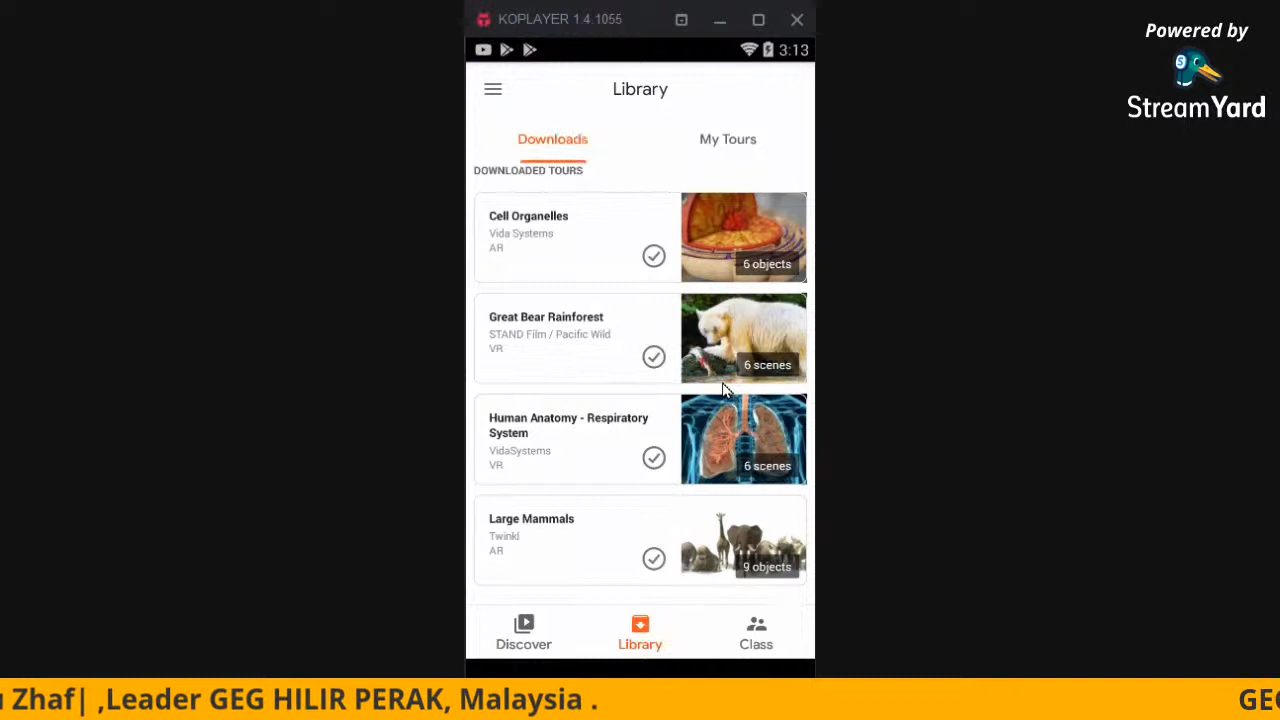 KOPLAYER 1.4.1055
3:13
Powered by
StreamYard
Library
Downloads
My Tours
DOWNLOADED TOURS
Cell Organelles
Vida Systems
AR
6 objects
Great Bear Rainforest
STAND Film / Pacific Wild
VR
6 scenes
Human Anatomy - Respiratory
System
VidaSystems
VR
6 scenes
Large Mammals
Twinkl
AR
9 objects
Discover
Library
Class
Zhaf| ,Leader GEG HILIR PERAK, Malaysia .
GEG